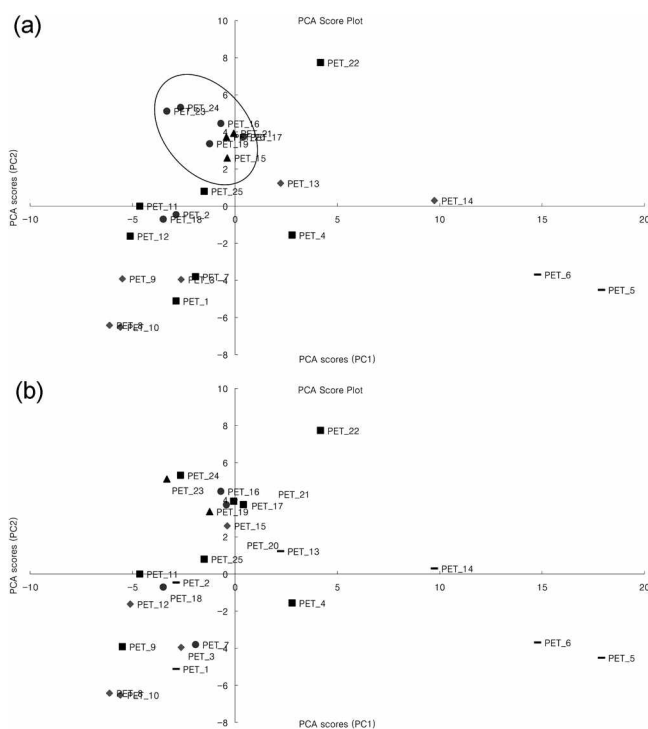 (a)
PCA Score Plot
10
8
PET_22
6
PET_24
PET_23
PET_16
4
PET_21
PET_17
PET_19
PET_15
2
PET_13
PET_25
PET_14
PET_11
-10
-5
0
0
5
10
15
20
PET_2
PET_18
PET_12
-2
PET_4
PET_9
PET_3
PET_7
-4
PET_6
PET_5
PET_1
-6
PET_8
PET_10
-8
PCA scores (PC1)
PCA scores (PC2)
(b)
PCA Score Plot
10
8
PET_22
6
PET_24
PET_23
PET_16
PET_21
4
PET_17
PET_19
PET_15
2
PET_20
PET_13
PET_25
PET_14
PET_11
-10
-5
0
0
5
10
15
20
PET_2
PET_12
PET_18
-2
PET_4
PET_9
PET_7
-4
PET_3
PET_6
PET_5
PET_1
-6
PET_8
PET_10
-8
PCA scores (PC1)
PCA scores (PC2)